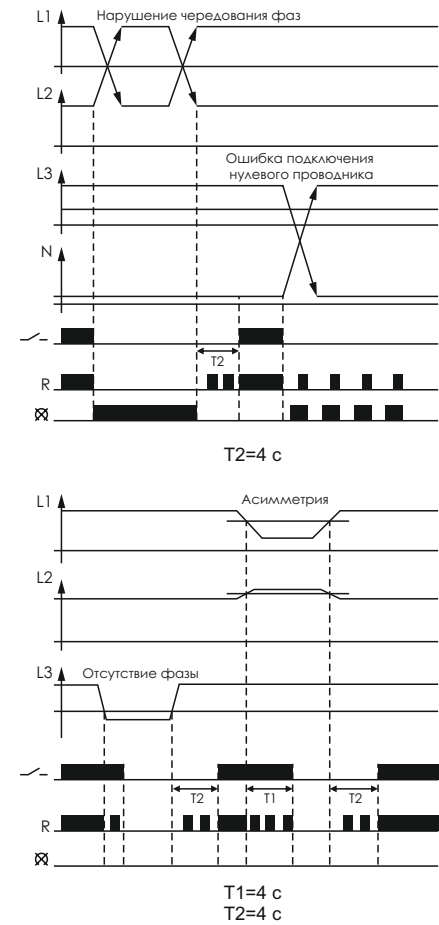 L1
Нарушение чередования фаз
L2
L3
Ошибка подключения
нулевого проводника
N
T2
R
T2=4 с
L1
Асимметрия
L2
L3
Отсутствие фазы
T2
T1
T2
R
T1=4 с
T2=4 с